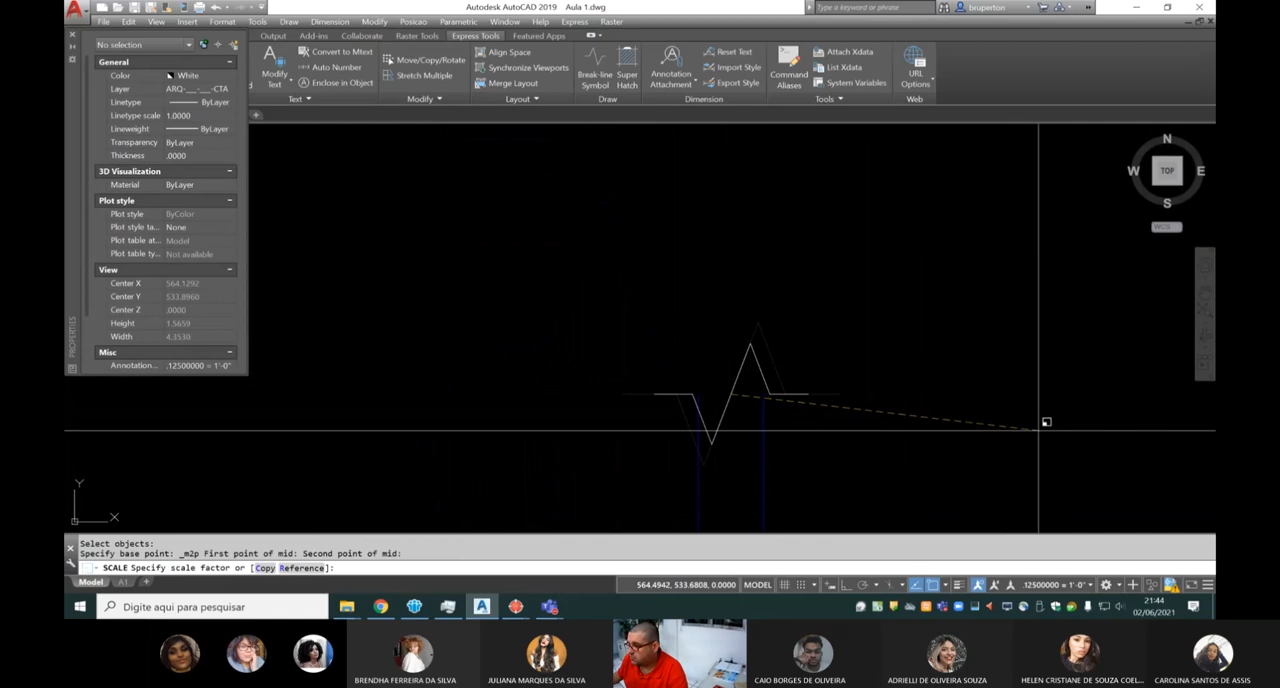 Autodesk AutoCAD 2019 Aula 1.dwg
Type a keyword or phrase
bruperton
File Edit View Insert Format Tools Draw Dimension Modify Posicao Parametric Window Help Express Raster
Output Add-ins Collaborate Raster Tools Express Tools Featured Apps
Modify Text
Convert to Mtext
Auto Number
Enclose in Object
Text
Move/Copy/Rotate
Stretch Multiple
Modify
Align Space
Synchronize Viewports
Merge Layout
Layout
Break-line Symbol
Super Hatch
Draw
Annotation Attachment
Reset Text
Import Style
Export Style
Dimension
Command Aliases
Attach Xdata
List Xdata
System Variables
Tools
URL Options
Web
No selection
General
Color White
Layer ARQ-___-___-CTA
Linetype ByLayer
Linetype scale 1.0000
Lineweight ByLayer
Transparency ByLayer
Thickness .0000
3D Visualization
Material ByLayer
Plot style
Plot style ByColor
Plot style ta... None
Plot table at... Model
Plot table ty... Not available
View
Center X 564.1292
Center Y 533.8960
Center Z .0000
Height 1.5659
Width 4.3530
Misc
Annotation... .12500000 = 1'-0"
PROPERTIES
N
W TOP E
S
WCS
Y
X
Select objects:
Specify base point: _m2p First point of mid: Second point of mid:
SCALE Specify scale factor or [Copy Reference]:
Model A1 +
564.4942, 533.6808, 0.0000 MODEL
.12500000 = 1'-0"
Digite aqui para pesquisar
21:44
02/06/2021
BRENDHA FERREIRA DA SILVA
JULIANA MARQUES DA SILVA
CAIO BORGES DE OLIVEIRA
ADRIELLI DE OLIVEIRA SOUZA
HELEN CRISTIANE DE SOUZA COEL...
CAROLINA SANTOS DE ASSIS